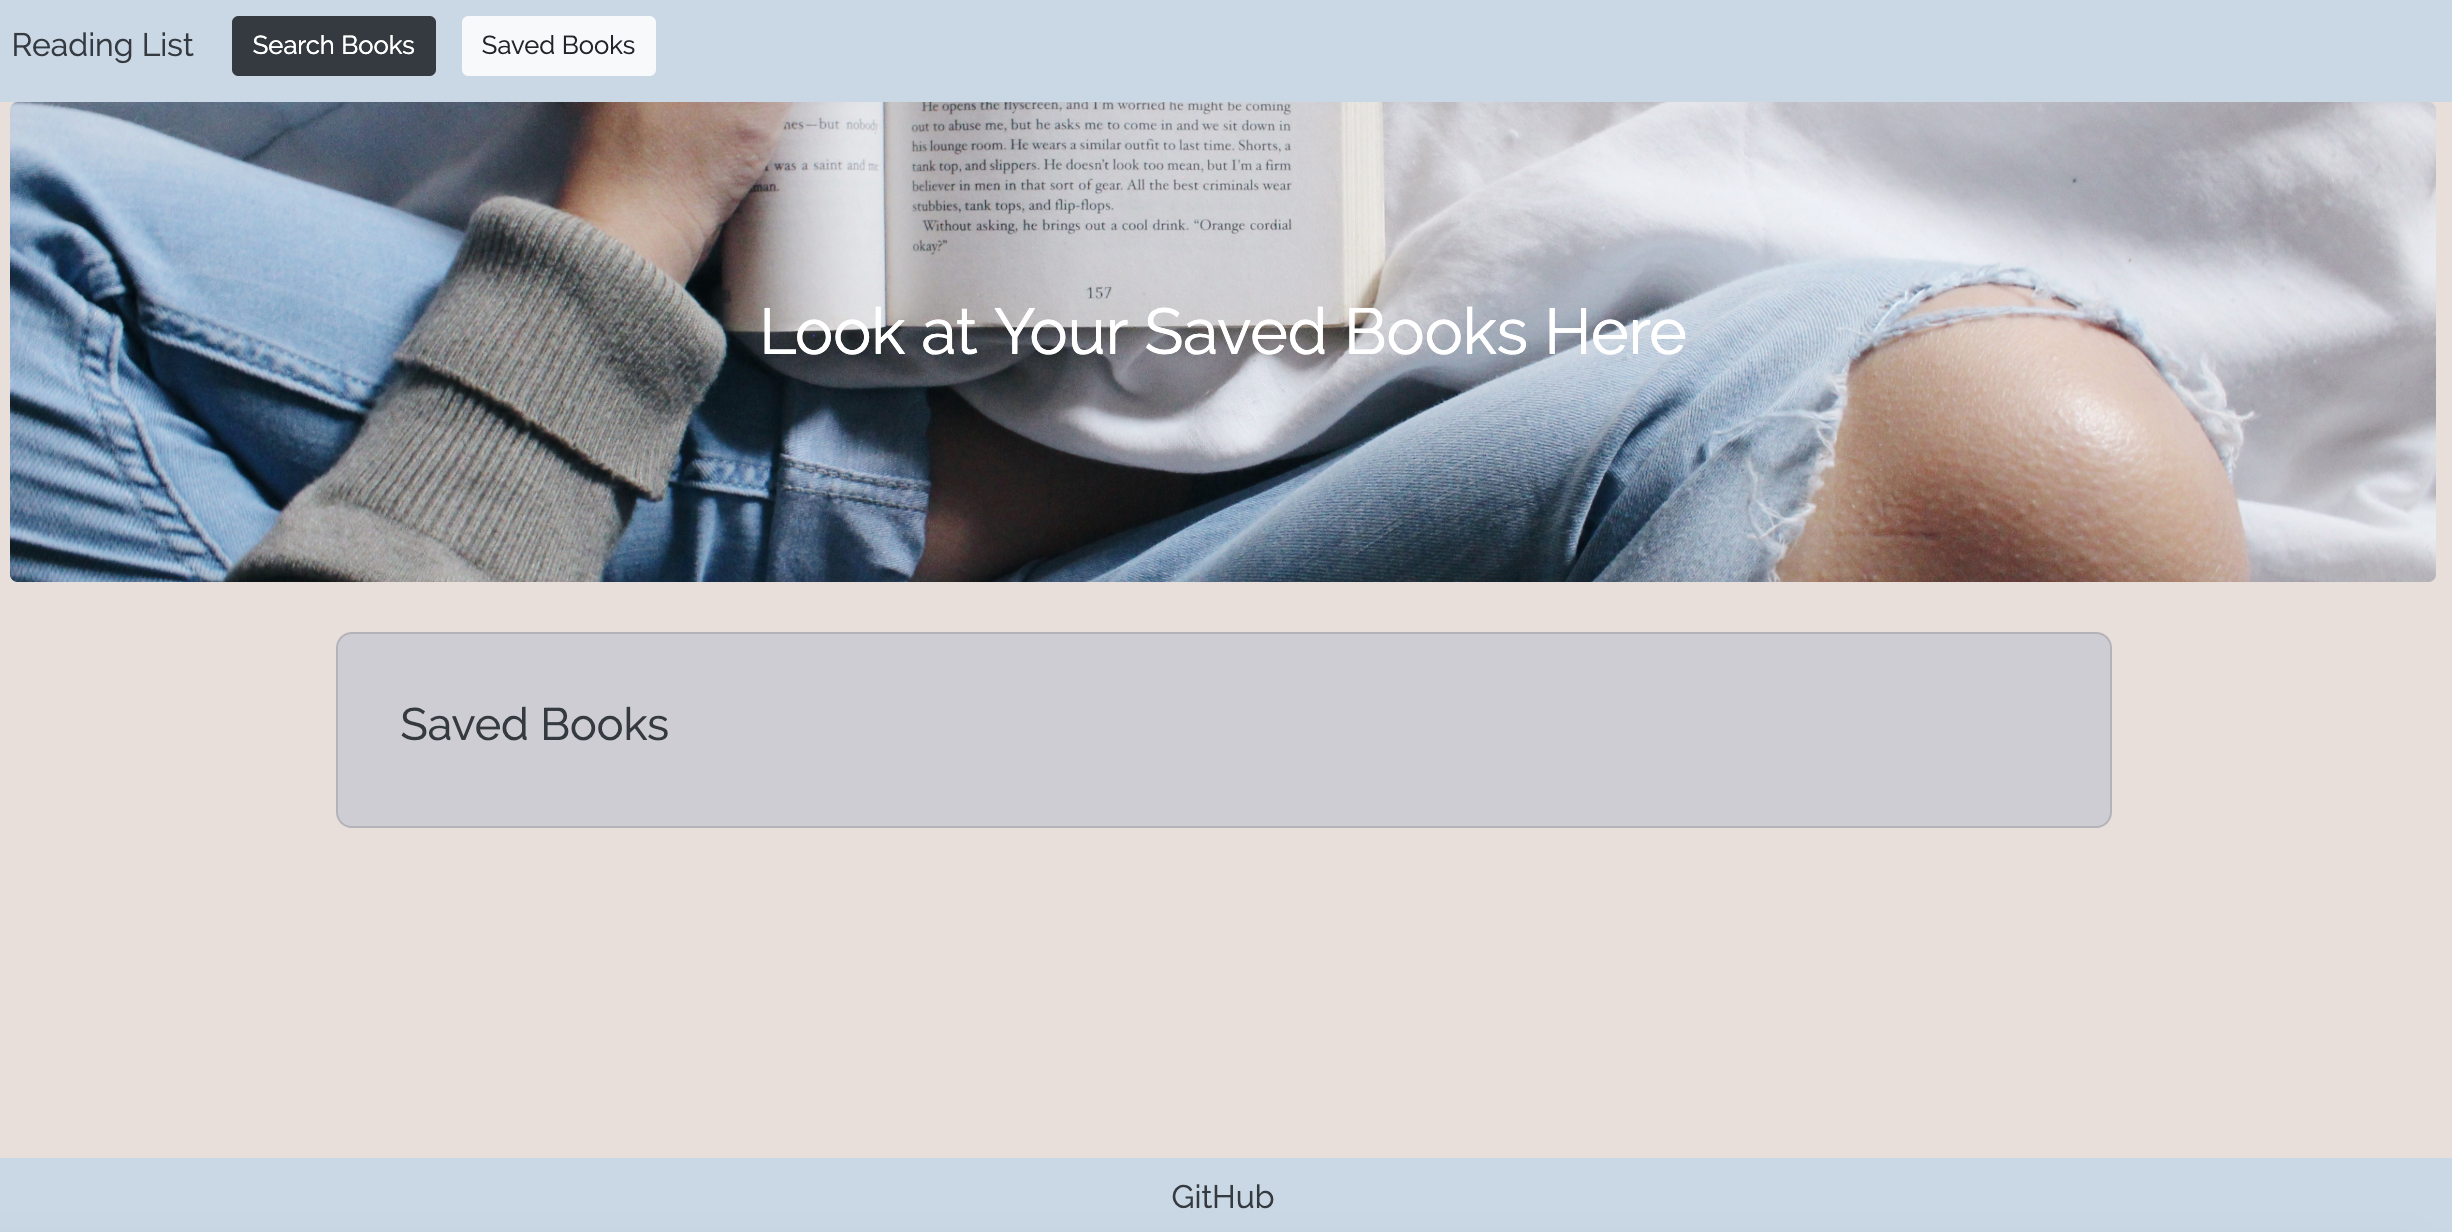 Reading List
Search Books
Saved Books
He opens the flyscreen, and I'm worried he might be coming
out to abuse me, but he asks me to come in and we sit down in
his lounge room. He wears a similar outfit to last time. Shorts, a
tank top, and slippers. He doesn't look too mean, but I'm a firm
believer in men in that sort of gear. All the best criminals wear
stubbies, tank tops, and flip-flops.
Without asking, he brings out a cool drink. “Orange cordial
okay?”
157
—but nobody
was a saint and me
Look at Your Saved Books Here
Saved Books
GitHub